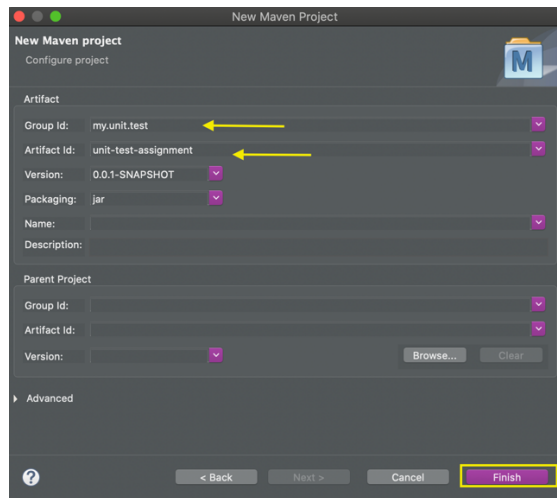 New Maven Project
New Maven project
Configure project
M
Artifact
Group Id: my.unit.test
Artifact Id: unit-test-assignment
Version: 0.0.1-SNAPSHOT
Packaging: jar
Name:
Description:
Parent Project
Group Id:
Artifact Id:
Version: Browse... Clear
Advanced
? < Back Next > Cancel Finish